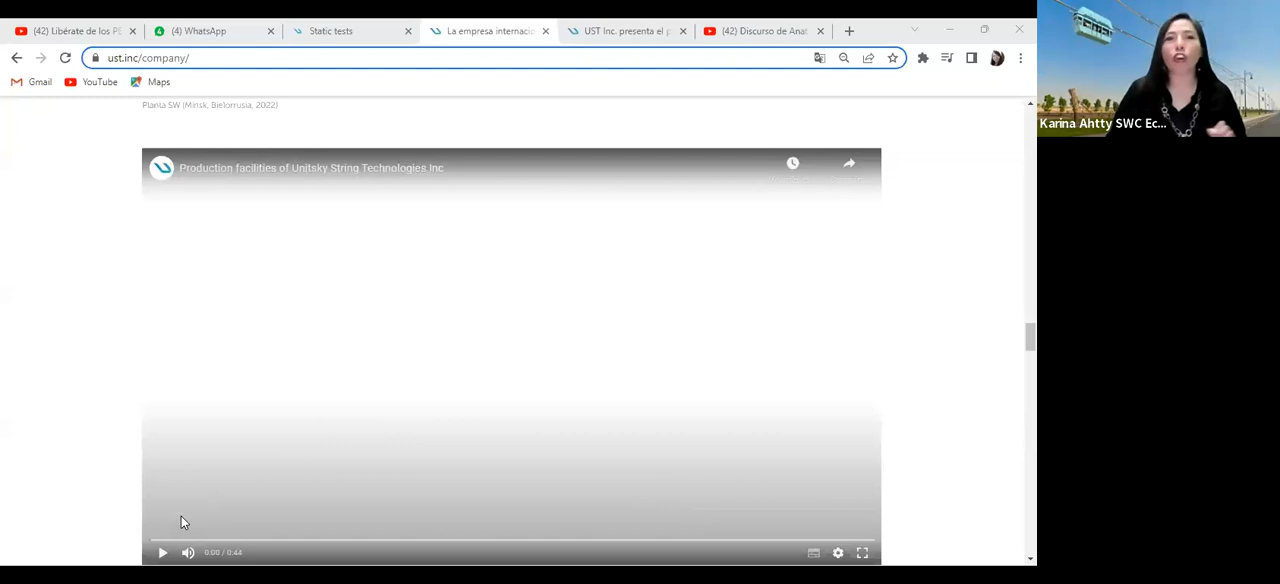 (42) Libérate de los PE
(4) WhatsApp
Static tests
La empresa internacio
UST Inc. presenta el p
(42) Discurso de Anat
ust.inc/company/
Gmail
YouTube
Maps
Karina Ahtty SWC Ec...
Planta SW (Minsk, Bielorrusia, 2022)
Production facilities of Unitsky String Technologies Inc
0:00 / 0:44